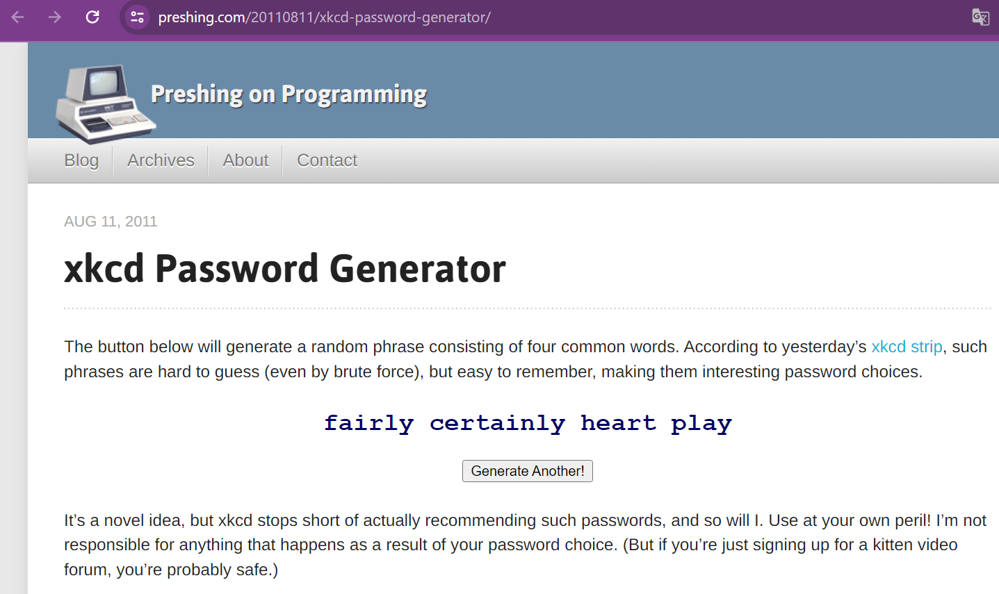 preshing.com/20110811/xkcd-password-generator/
Preshing on Programming
Blog
Archives
About
Contact
AUG 11, 2011
xkcd Password Generator
The button below will generate a random phrase consisting of four common words. According to yesterday’s xkcd strip, such
phrases are hard to guess (even by brute force), but easy to remember, making them interesting password choices.
fairly certainly heart play
Generate Another!
It’s a novel idea, but xkcd stops short of actually recommending such passwords, and so will I. Use at your own peril! I’m not
responsible for anything that happens as a result of your password choice. (But if you’re just signing up for a kitten video
forum, you’re probably safe.)